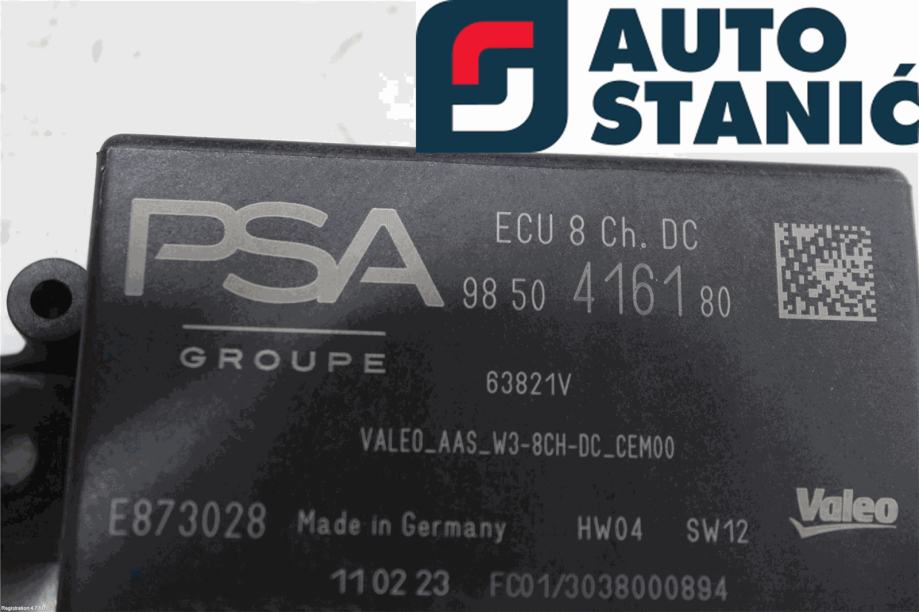 AUTO
STANIĆ
PSA
GROUPE
ECU 8 Ch. DC
98 50 4161 80
63821V
VALEO_AAS_W3-8CH-DC_CEM00
E873028 Made in Germany HW04 SW12 Valeo
11 02 23 FC01/3038000894